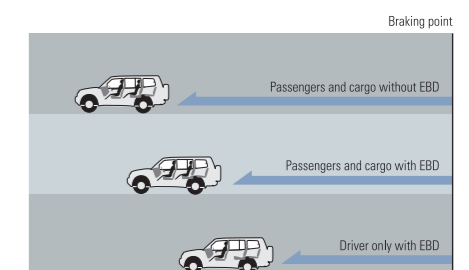 Braking point
Passengers and cargo without EBD
Passengers and cargo with EBD
Driver only with EBD